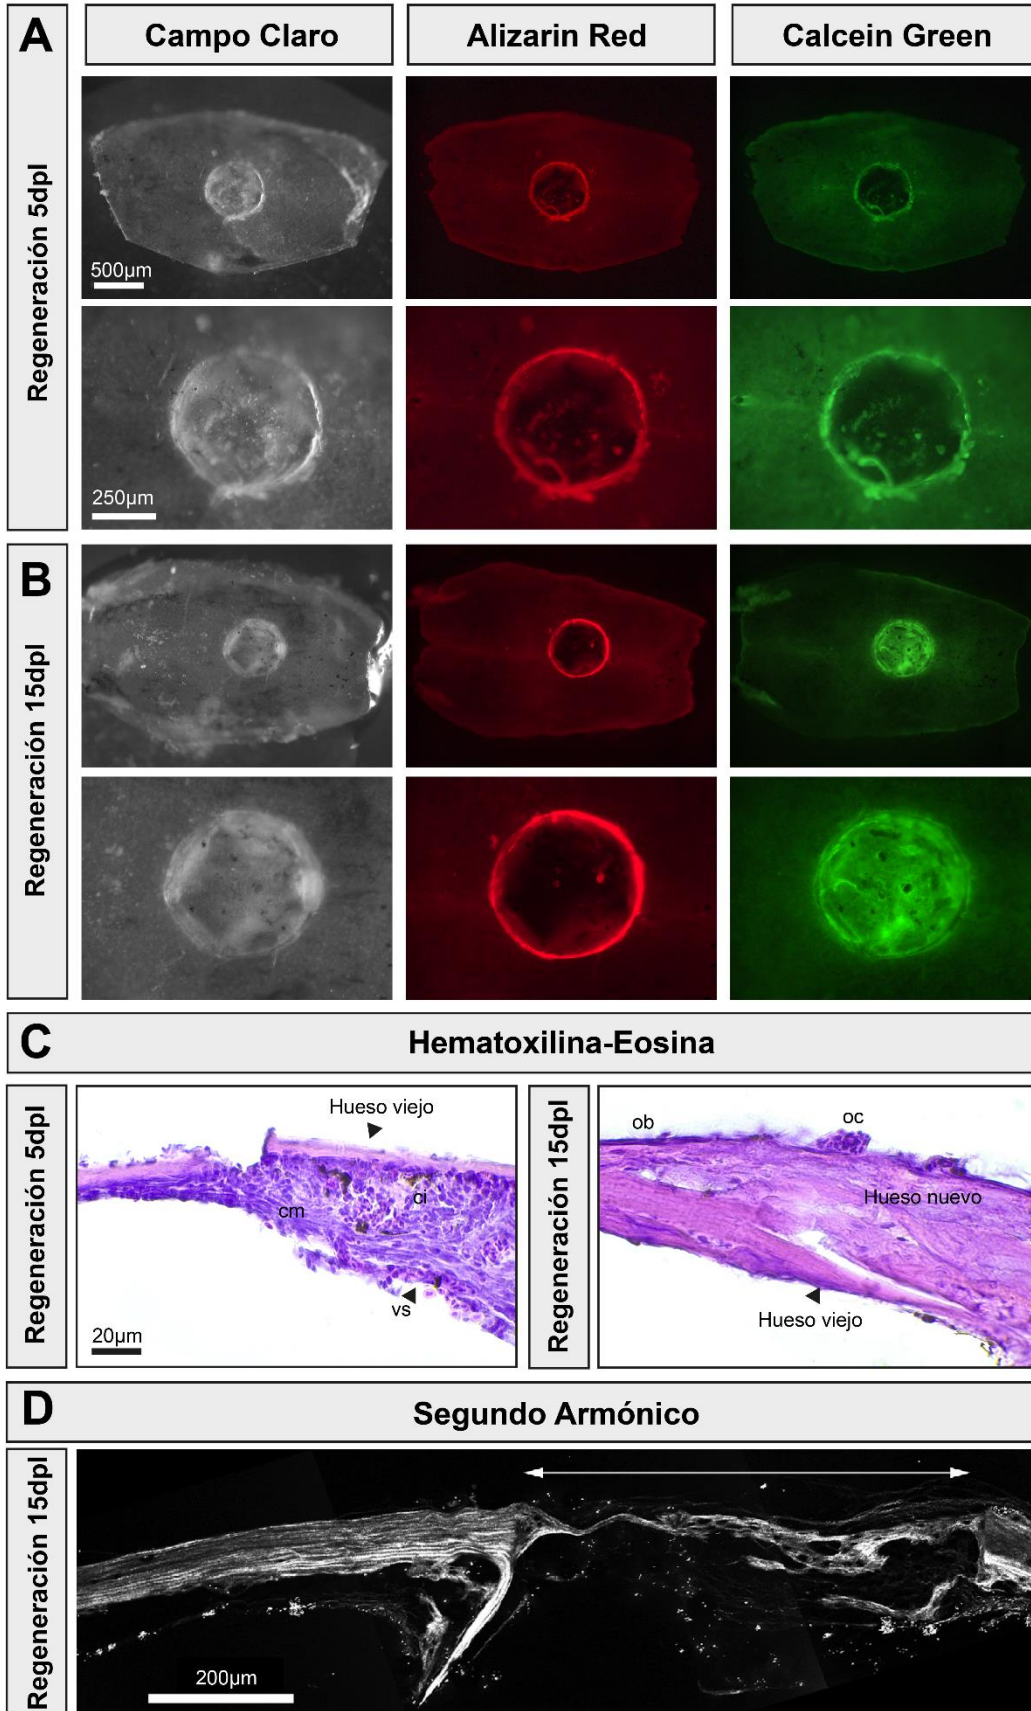 A
Campo Claro
Alizarin Red
Calcein Green
Regeneración 5dpl
500µm
250µm
B
Regeneración 15dpl
C
Hematoxilina-Eosina
Regeneración 5dpl
Hueso viejo
ci
cm
vs
20µm
Regeneración 15dpl
ob
oc
Hueso nuevo
Hueso viejo
D
Segundo Armónico
Regeneración 15dpl
200µm